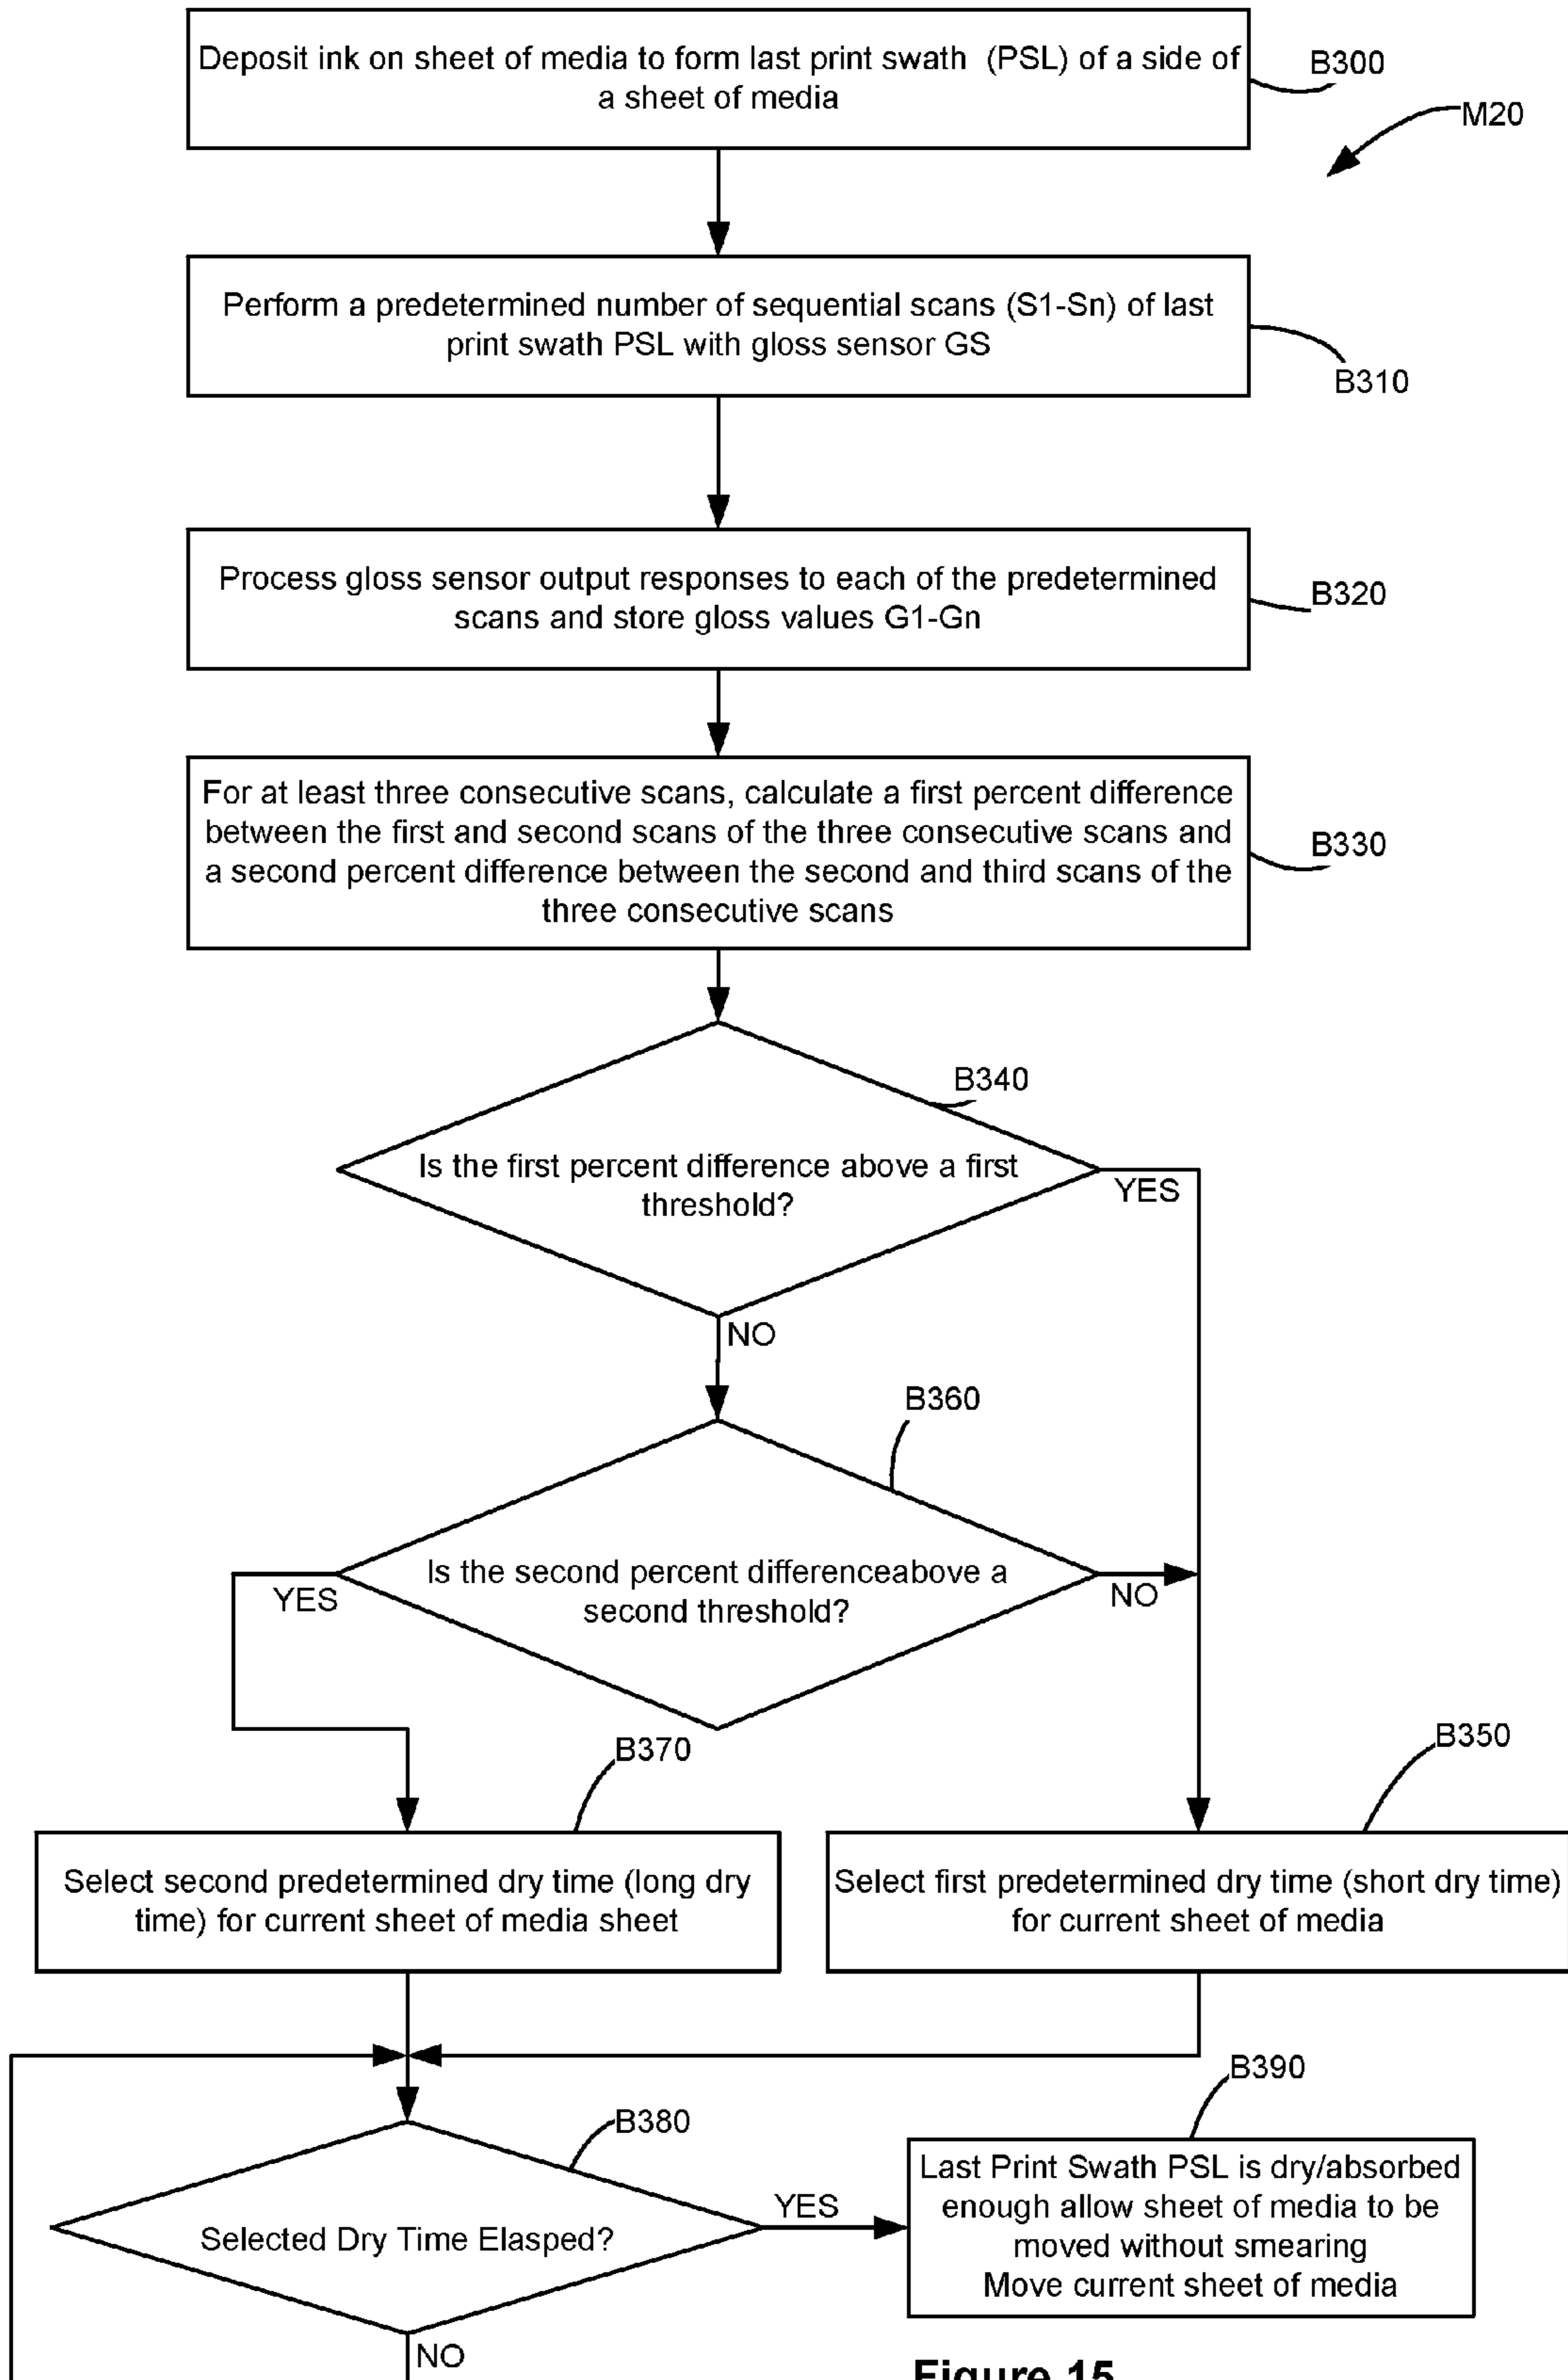 Deposit ink on sheet of media to form last print swath (PSL) of a side of
a sheet of media
B300
M20
Perform a predetermined number of sequential scans (S1-Sn) of last
print swath PSL with gloss sensor GS
B310
Process gloss sensor output responses to each of the predetermined
scans and store gloss values G1-Gn
B320
For at least three consecutive scans, calculate a first percent difference
between the first and second scans of the three consecutive scans and
a second percent difference between the second and third scans of the
three consecutive scans
B330
B340
Is the first percent difference above a first
threshold?
YES
NO
B360
Is the second percent differenceabove a
second threshold?
YES
NO
B370
B350
Select second predetermined dry time (long dry
time) for current sheet of media sheet
Select first predetermined dry time (short dry time)
for current sheet of media
B390
B380
Selected Dry Time Elasped?
YES
Last Print Swath PSL is dry/absorbed
enough allow sheet of media to be
moved without smearing
Move current sheet of media
NO
Figure 15